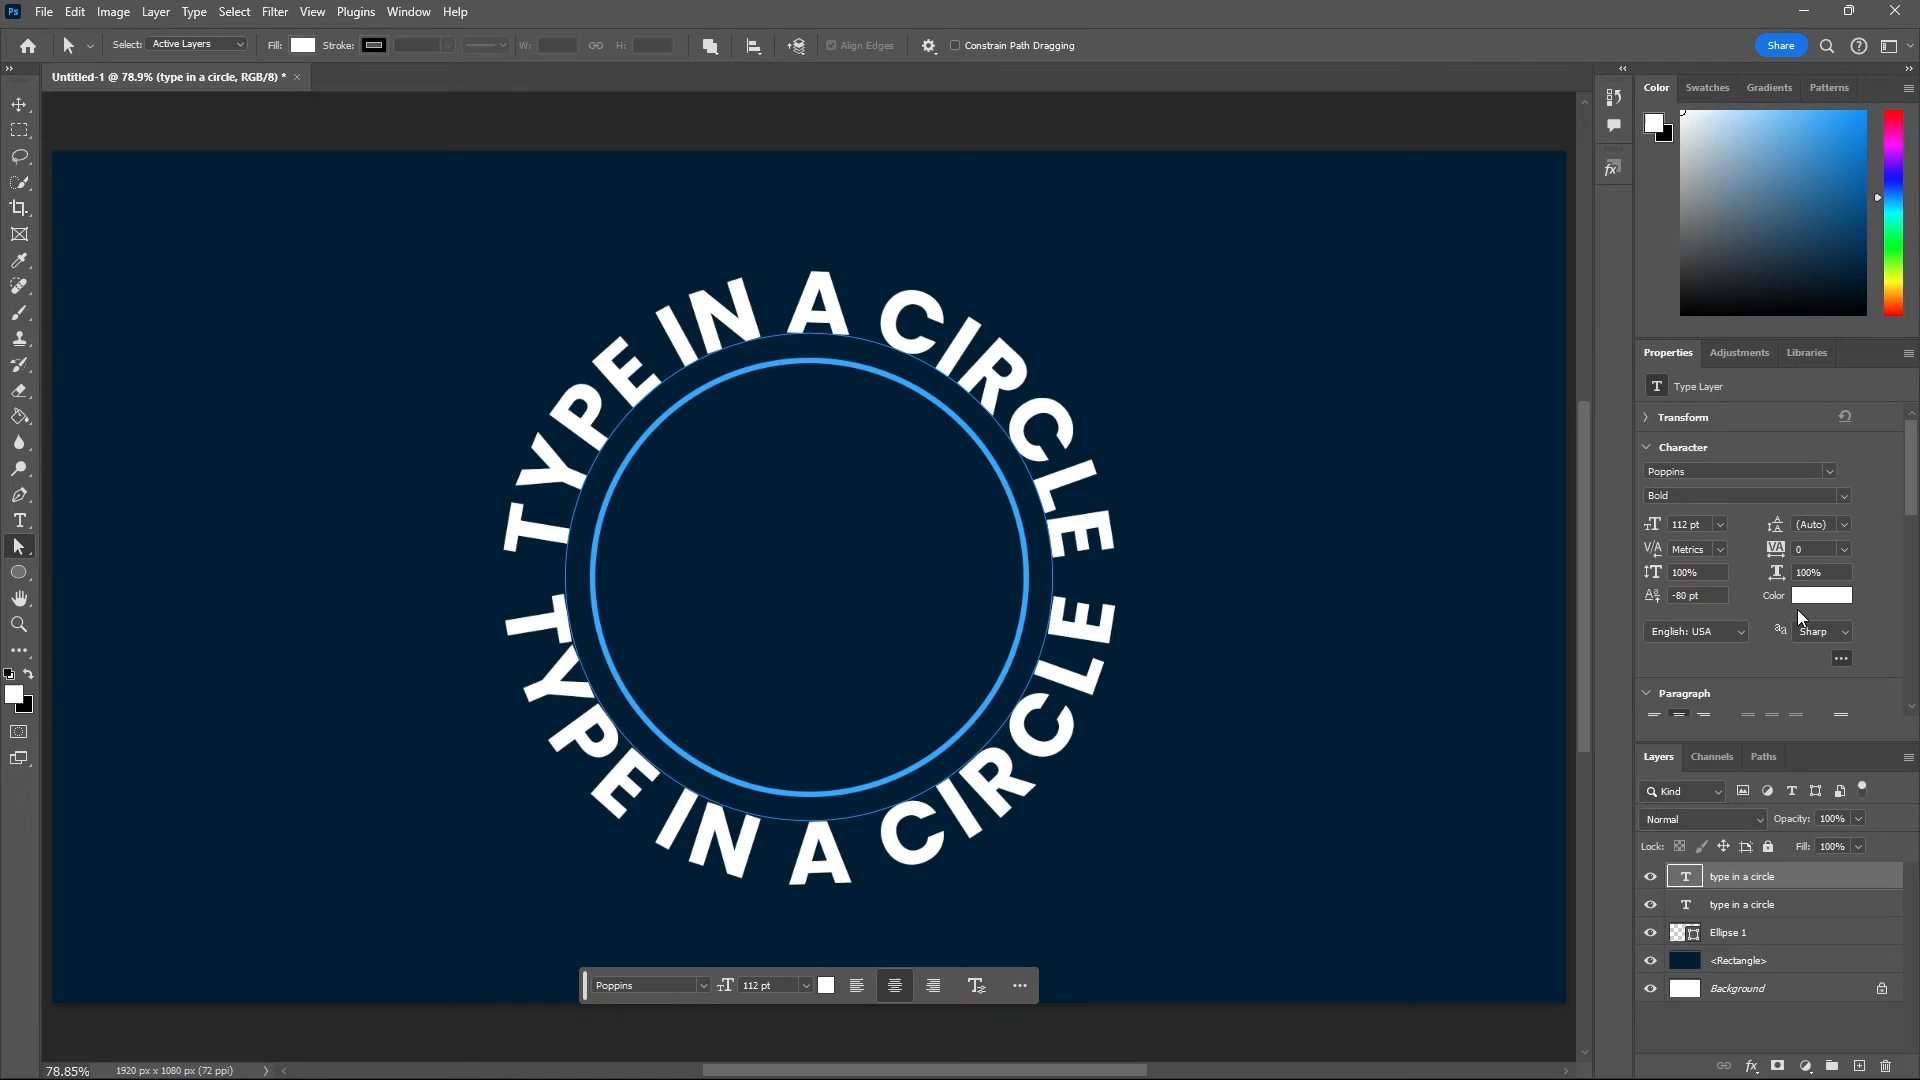 Ps File Edit Image Layer Type Select Filter View Plugins Window Help
Select: Active Layers Fill: Stroke: W: H: Align Edges Constrain Path Dragging Share
Untitled-1 @ 78.9% (type in a circle, RGB/8) *
TYPE IN A CIRCLE
TYPE IN A CIRCLE
Poppins 112 pt
78.85% 1920 px x 1080 px (72 ppi)
Color Swatches Gradients Patterns
Properties Adjustments Libraries
T Type Layer
Transform
Character
Poppins
Bold
112 pt (Auto)
Metrics 0
100% 100%
-80 pt Color
English: USA aa Sharp
Paragraph
Layers Channels Paths
Kind
Normal Opacity: 100%
Lock: Fill: 100%
T type in a circle
T type in a circle
Ellipse 1
<Rectangle>
Background
fx